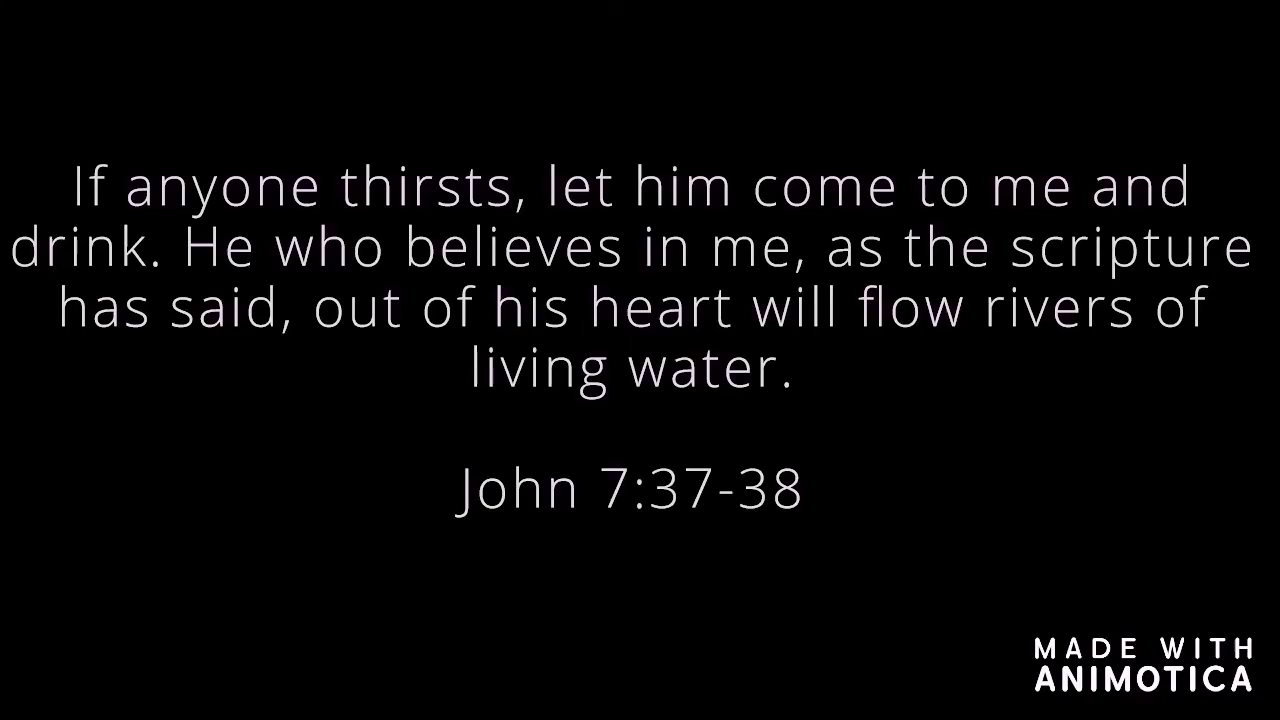 If anyone thirsts, let him come to me and
drink. He who believes in me, as the scripture
has said, out of his heart will flow rivers of
living water.
John 7:37-38
MADE WITH
ANIMOTICA